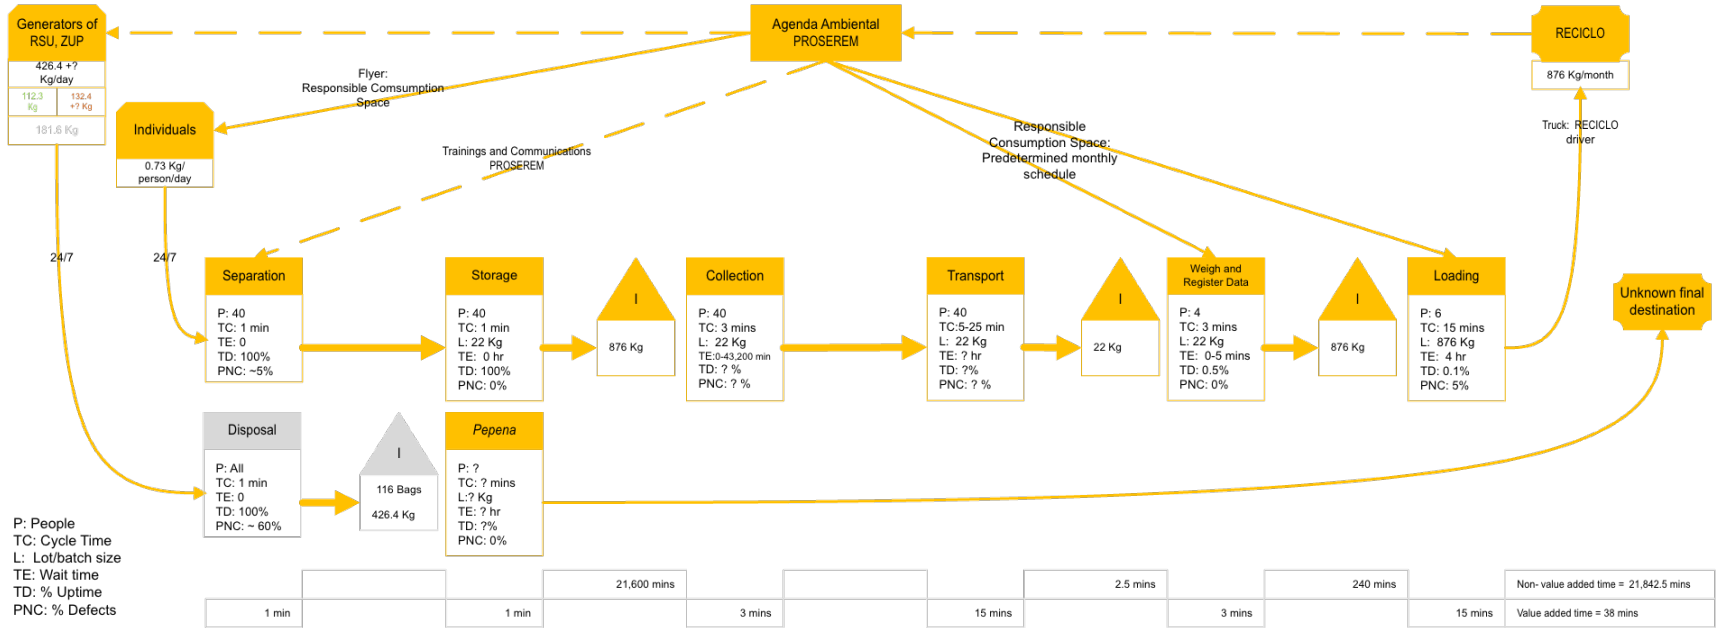 Generators of
RSU, ZUP
426.4 +?
Kg/day
112.3
Kg
132.4
+? Kg
181.6 Kg
Individuals
0.73 Kg/
person/day
Agenda Ambiental
PROSEREM
RECICLO
876 Kg/month
Flyer:
Responsible Comsumption
Space
Trainings and Communications
PROSEREM
Responsible
Consumption Space:
Predetermined monthly
schedule
Truck: RECICLO
driver
24/7
24/7
Separation
P: 40
TC: 1 min
TE: 0
TD: 100%
PNC: ~5%
Storage
P: 40
TC: 1 min
L: 22 Kg
TE: 0 hr
TD: 100%
PNC: 0%
I
876 Kg
Collection
P: 40
TC: 3 mins
L: 22 Kg
TE:0-43,200 min
TD: ? %
PNC: ? %
Transport
P: 40
TC:5-25 min
L: 22 Kg
TE: ? hr
TD: ?%
PNC: ? %
I
22 Kg
Weigh and
Register Data
P: 4
TC: 3 mins
L: 22 Kg
TE: 0-5 mins
TD: 0.5%
PNC: 0%
I
876 Kg
Loading
P: 6
TC: 15 mins
L: 876 Kg
TE: 4 hr
TD: 0.1%
PNC: 5%
Unknown final
destination
Disposal
P: All
TC: 1 min
TE: 0
TD: 100%
PNC: ~ 60%
I
116 Bags
426.4 Kg
Pepena
P: ?
TC: ? mins
L:? Kg
TE: ? hr
TD: ?%
PNC: 0%
P: People
TC: Cycle Time
L: Lot/batch size
TE: Wait time
TD: % Uptime
PNC: % Defects
21,600 mins
2.5 mins
240 mins
Non- value added time = 21,842.5 mins
1 min
1 min
3 mins
15 mins
3 mins
15 mins
Value added time = 38 mins